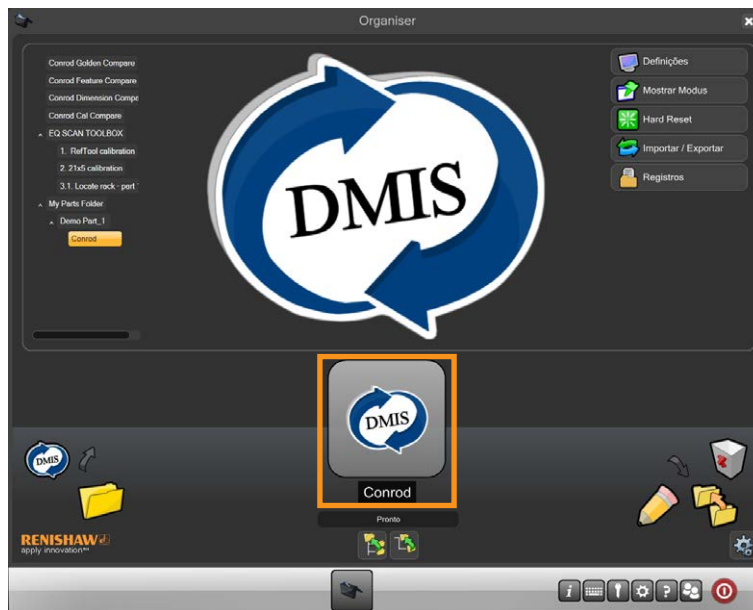 Organiser
Conrod Golden Compare
Conrod Feature Compare
Conrod Dimension Compa
Conrod Cal Compare
EQ SCAN TOOLBOX
1. RefTool calibration
2. 21x5 calibration
3.1. Locate rack - part
My Parts Folder
Demo Part_1
Conrod
DMIS
Definições
Mostrar Modus
Hard Reset
Importar / Exportar
Registros
DMIS
DMIS
Conrod
Pronto
RENISHAW
apply innovation™